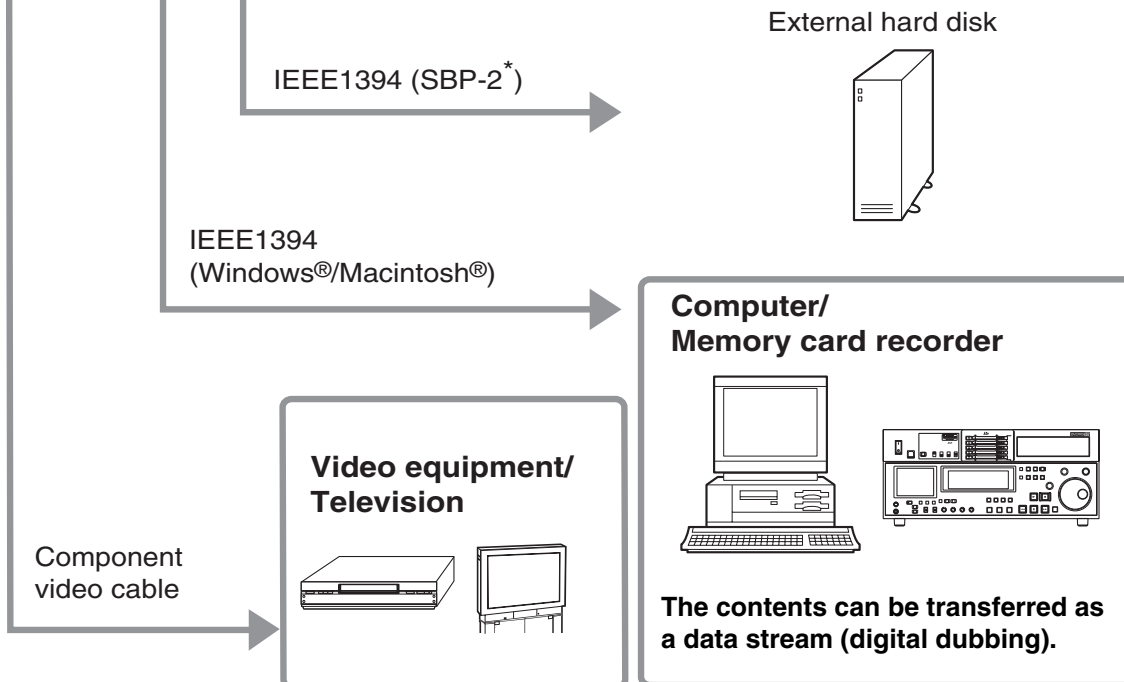 External hard disk
IEEE1394 (SBP-2*)
IEEE1394
(Windows®/Macintosh®)
Computer/
Memory card recorder
Video equipment/
Television
Component
video cable
The contents can be transferred as
a data stream (digital dubbing).